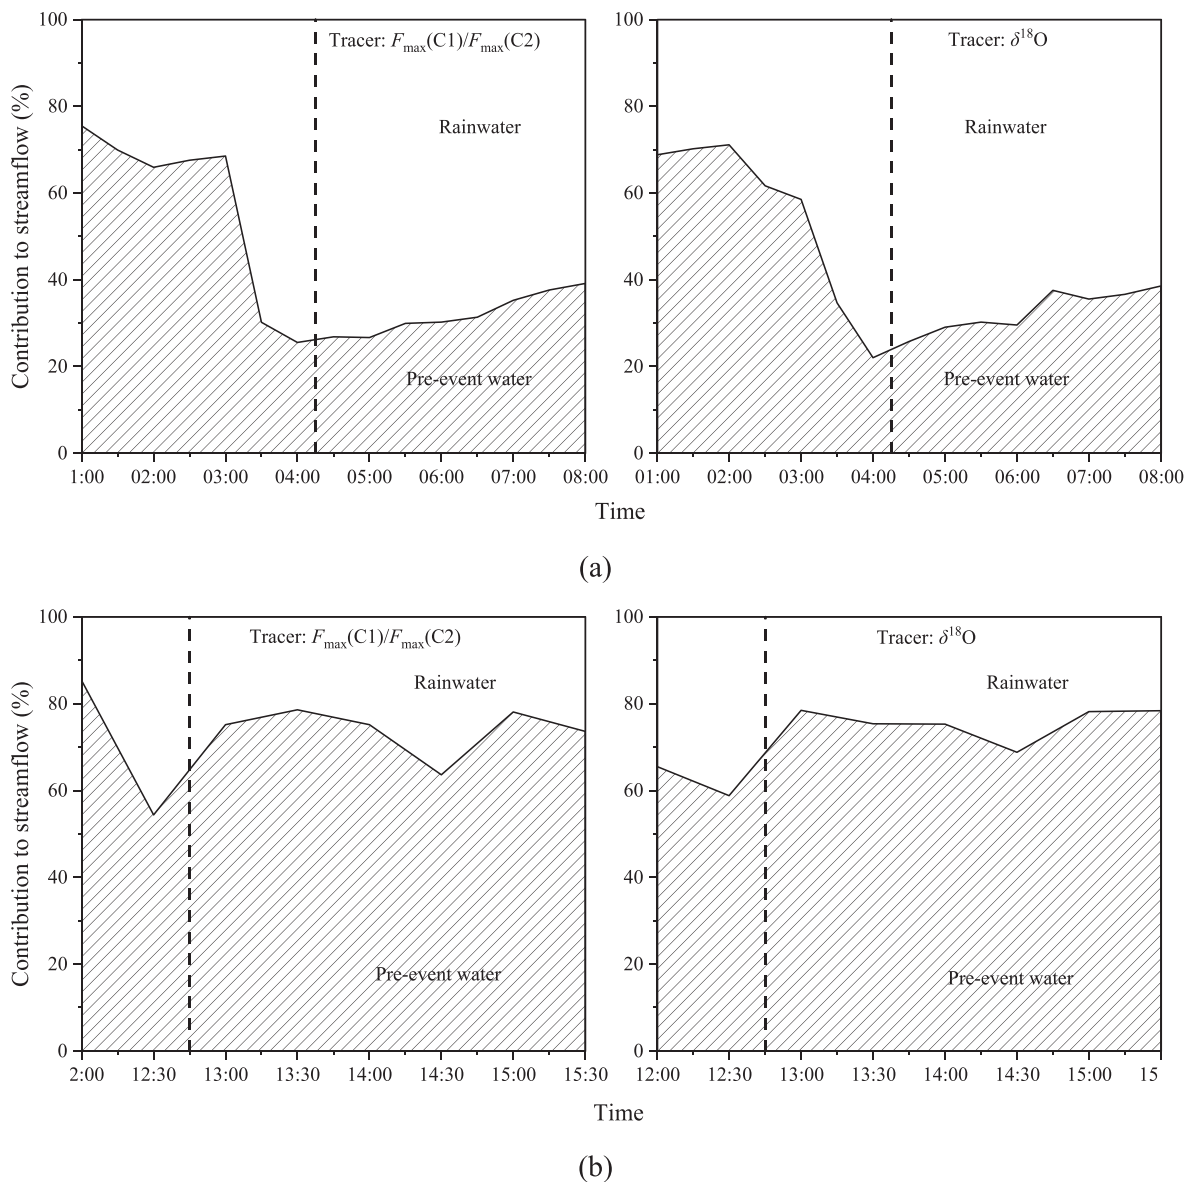 100
80
60
40
20
0
Contribution to streamflow (%)
Tracer: Fmax(C1)/Fmax(C2)
Rainwater
Pre-event water
1:00 02:00 03:00 04:00 05:00 06:00 07:00 08:00
100
80
60
40
20
0
Tracer: δ18O
Rainwater
Pre-event water
01:00 02:00 03:00 04:00 05:00 06:00 07:00 08:00
Time
(a)
100
80
60
40
20
0
Contribution to streamflow (%)
Tracer: Fmax(C1)/Fmax(C2)
Rainwater
Pre-event water
2:00 12:30 13:00 13:30 14:00 14:30 15:00 15:30
100
80
60
40
20
0
Tracer: δ18O
Rainwater
Pre-event water
12:00 12:30 13:00 13:30 14:00 14:30 15:00 15
Time
(b)